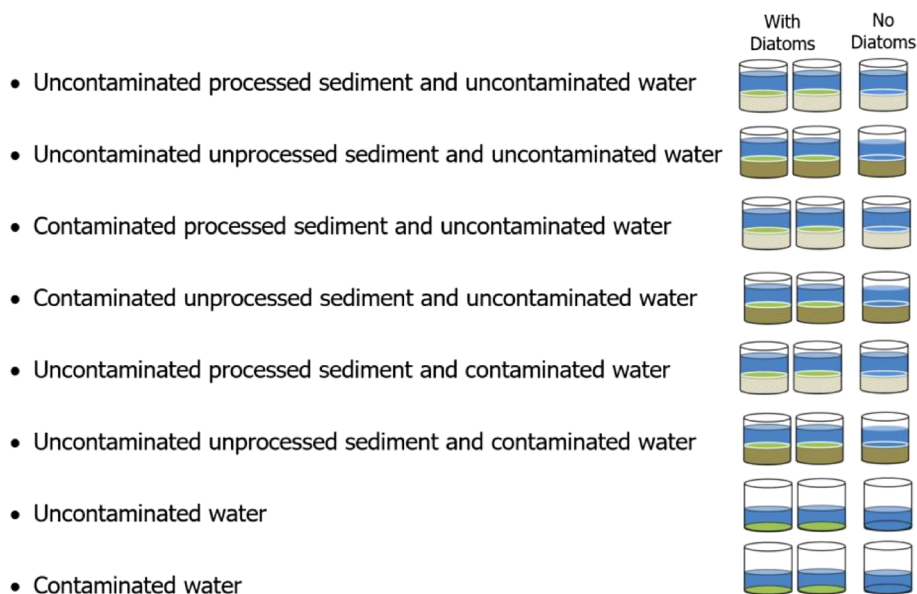 With Diatoms
No Diatoms
• Uncontaminated processed sediment and uncontaminated water
• Uncontaminated unprocessed sediment and uncontaminated water
• Contaminated processed sediment and uncontaminated water
• Contaminated unprocessed sediment and uncontaminated water
• Uncontaminated processed sediment and contaminated water
• Uncontaminated unprocessed sediment and contaminated water
• Uncontaminated water
• Contaminated water